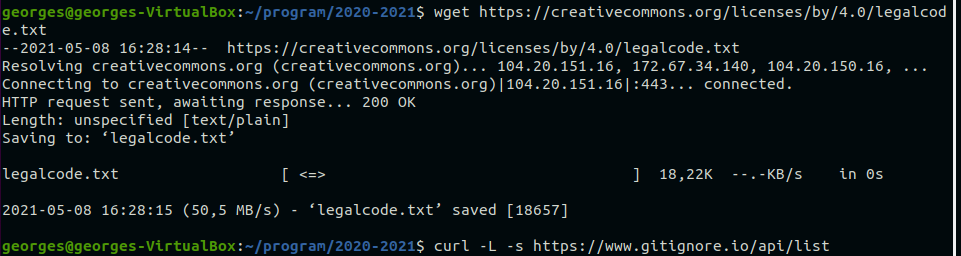 georges@georges-VirtualBox:~/program/2020-2021$ wget https://creativecommons.org/licenses/by/4.0/legalcod
e.txt
--2021-05-08 16:28:14-- https://creativecommons.org/licenses/by/4.0/legalcode.txt
Resolving creativecommons.org (creativecommons.org)... 104.20.151.16, 172.67.34.140, 104.20.150.16, ...
Connecting to creativecommons.org (creativecommons.org)|104.20.151.16|:443... connected.
HTTP request sent, awaiting response... 200 OK
Length: unspecified [text/plain]
Saving to: ‘legalcode.txt’
legalcode.txt [ <=> ] 18,22K --.-KB/s in 0s
2021-05-08 16:28:15 (50,5 MB/s) - ‘legalcode.txt’ saved [18657]
georges@georges-VirtualBox:~/program/2020-2021$ curl -L -s https://www.gitignore.io/api/list